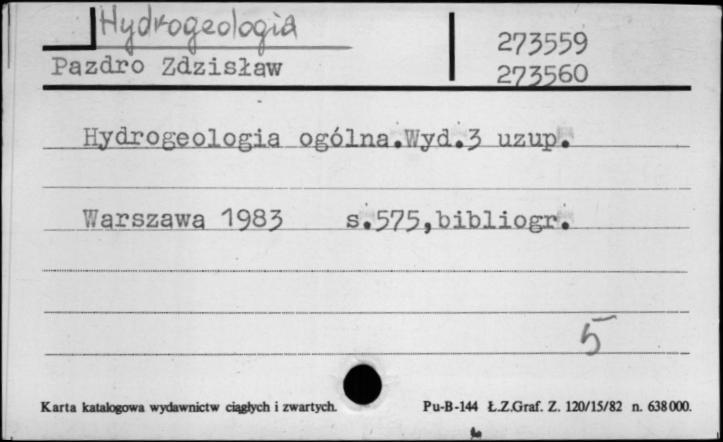 Hydrogeologia
273559
Pazdro Zdzisław
273560
Hydrogeologia ogólna.Wyd.3 uzup.
Warszawa 1983 s.575,bibliogr.
5
Karta katalogowa wydawnictw ciągłych i zwartych. Pu-B-144 Ł.Z.Graf. Z. 120/15/82 n. 638000.